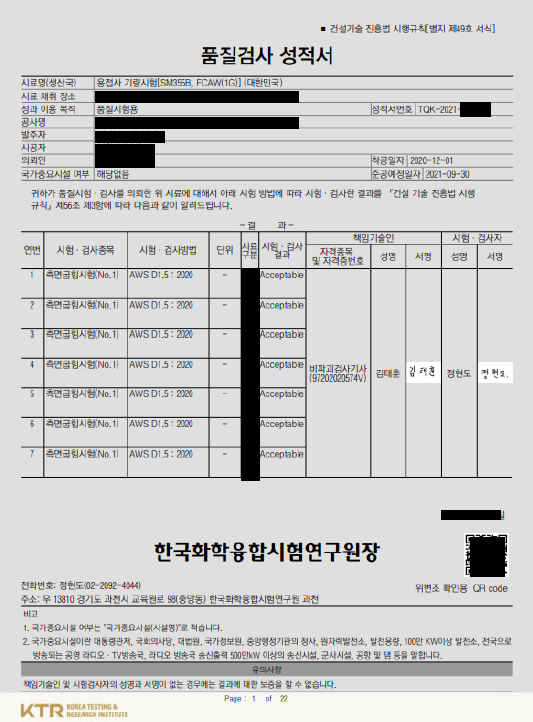 ■ 건설기술 진흥법 시행규칙[별지 제49호 서식]
품질검사 성적서
시료명(생산국) 용접사 기량시험[SM355B, FCAW(1G)] (대한민국)
시료 채취 장소
성과 이용 목적 품질시험용 성적서번호 TQK-2021-
공사명
발주자
시공자
의뢰인 착공일자 2020-12-01
국가중요시설 여부 해당없음 준공예정일자 2021-09-30
귀하가 품질시험·검사를 의뢰한 위 시료에 대해서 아래 시험 방법에 따라 시험·검사한 결과를 「건설 기술 진흥법 시행
규칙」제56조 제3항에 따라 다음과 같이 알려드립니다.
- 결 과 -
연번 시험·검사종목 시험·검사방법 단위 시료구분 시험·검사 결과 책임기술인 시험·검사자
자격종목 및 자격증번호 성명 서명 성명 서명
1 측면굽힘시험(No.1) AWS D1.5 : 2020 - Acceptable
2 측면굽힘시험(No.1) AWS D1.5 : 2020 - Acceptable
3 측면굽힘시험(No.1) AWS D1.5 : 2020 - Acceptable
4 측면굽힘시험(No.1) AWS D1.5 : 2020 - Acceptable
비파괴검사기사 (97202020574V) 김태훈 김태훈 정현도 정현도
5 측면굽힘시험(No.1) AWS D1.5 : 2020 - Acceptable
6 측면굽힘시험(No.1) AWS D1.5 : 2020 - Acceptable
7 측면굽힘시험(No.1) AWS D1.5 : 2020 - Acceptable
일
한국화학융합시험연구원장
전화번호: 정현도(02-2092-4044)
위변조 확인용 QR code
주소: 우 13810 경기도 과천시 교육원로 98(중앙동) 한국화학융합시험연구원 과천
비고
1. 국가중요시설 여부는 "국가중요시설(시설명)"로 적습니다.
2. 국가중요시설이란 대통령관저, 국회의사당, 대법원, 국가정보원, 중앙행정기관의 청사, 원자력발전소, 발전용량, 100만 KW이상 발전소, 전국으로
방송되는 공영 라디오·TV방송국, 라디오 방송국 송신출력 500만kW 이상의 송신시설, 군사시설, 공항 및 댐 등을 말합니다.
유의사항
책임기술인 및 시험검사자의 성명과 서명이 없는 경우에는 결과에 대한 보증을 할 수 없습니다.
Page : 1 of 22
KTR KOREA TESTING &
RESEARCH INSTITUTE